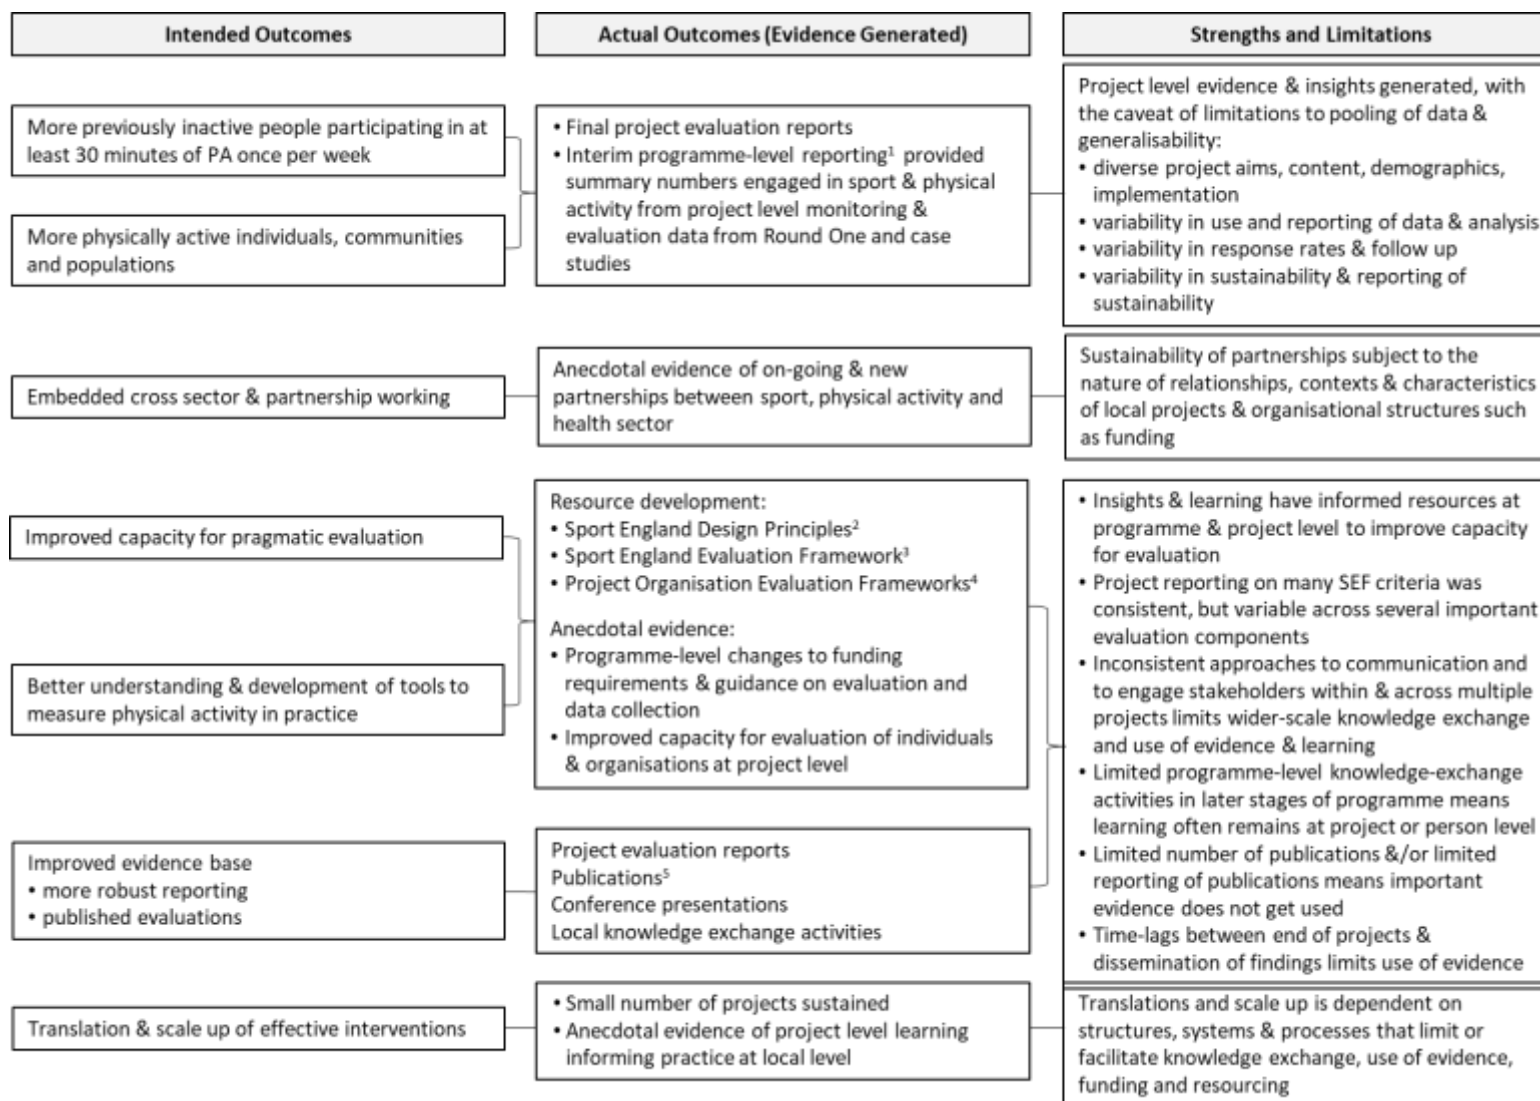 Intended Outcomes
Actual Outcomes (Evidence Generated)
Strengths and Limitations
More previously inactive people participating in at
least 30 minutes of PA once per week
More physically active individuals, communities
and populations
• Final project evaluation reports
• Interim programme-level reporting¹ provided
summary numbers engaged in sport & physical
activity from project level monitoring &
evaluation data from Round One and case
studies
Project level evidence & insights generated, with
the caveat of limitations to pooling of data &
generalisability:
• diverse project aims, content, demographics,
implementation
• variability in use and reporting of data & analysis
• variability in response rates & follow up
• variability in sustainability & reporting of
sustainability
Embedded cross sector & partnership working
Anecdotal evidence of on-going & new
partnerships between sport, physical activity and
health sector
Sustainability of partnerships subject to the
nature of relationships, contexts & characteristics
of local projects & organisational structures such
as funding
Improved capacity for pragmatic evaluation
Better understanding & development of tools to
measure physical activity in practice
Resource development:
• Sport England Design Principles²
• Sport England Evaluation Framework³
• Project Organisation Evaluation Frameworks⁴
Anecdotal evidence:
• Programme-level changes to funding
requirements & guidance on evaluation and
data collection
• Improved capacity for evaluation of individuals
& organisations at project level
Improved evidence base
• more robust reporting
• published evaluations
Project evaluation reports
Publications⁵
Conference presentations
Local knowledge exchange activities
• Insights & learning have informed resources at
programme & project level to improve capacity
for evaluation
• Project reporting on many SEF criteria was
consistent, but variable across several important
evaluation components
• Inconsistent approaches to communication and
to engage stakeholders within & across multiple
projects limits wider-scale knowledge exchange
and use of evidence & learning
• Limited programme-level knowledge-exchange
activities in later stages of programme means
learning often remains at project or person level
• Limited number of publications &/or limited
reporting of publications means important
evidence does not get used
• Time-lags between end of projects &
dissemination of findings limits use of evidence
Translation & scale up of effective interventions
• Small number of projects sustained
• Anecdotal evidence of project level learning
informing practice at local level
Translations and scale up is dependent on
structures, systems & processes that limit or
facilitate knowledge exchange, use of evidence,
funding and resourcing